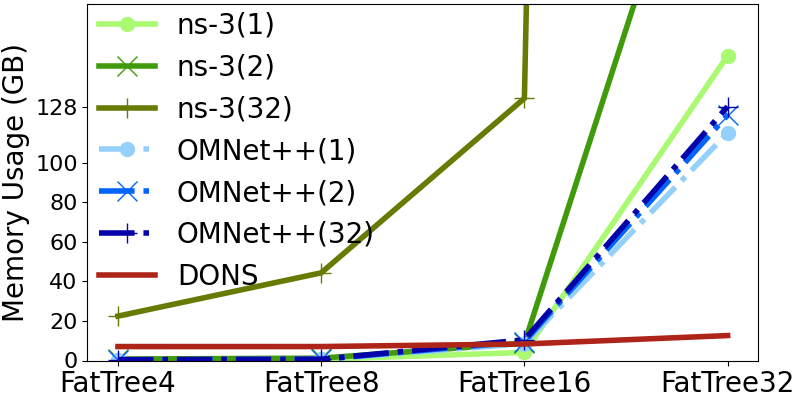 Memory Usage (GB)
128
100
80
60
40
20
0
ns-3(1)
ns-3(2)
ns-3(32)
OMNet++(1)
OMNet++(2)
OMNet++(32)
DONS
FatTree4 FatTree8 FatTree16 FatTree32